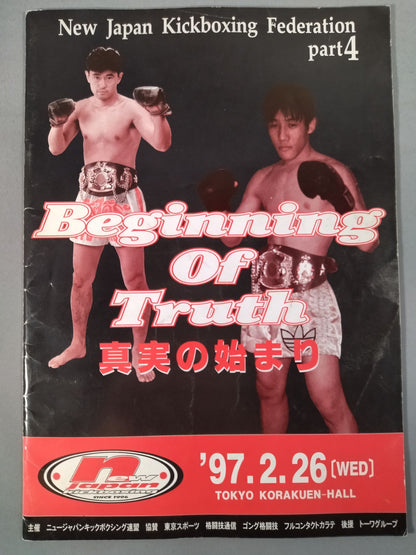 New Japan Kickboxing Federation
part4
Beginning
Of
Truth
真実の始まり
new
Japan
kickboxing
SINCE 1996
'97.2.26〔WED〕
TOKYO KORAKUEN-HALL
主催 ニュージャパンキックボクシング連盟 協賛 東京スポーツ 格闘技通信 ゴング格闘技 フルコンタクトカラテ 後援 トーワグループ